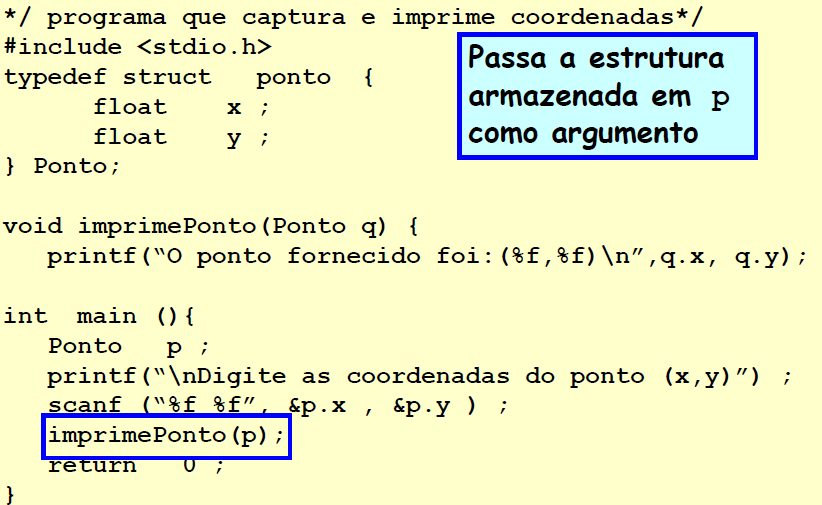 */ programa que captura e imprime coordenadas*/
#include <stdio.h>
typedef struct   ponto  {
      float    x ;
      float    y ;
} Ponto;
Passa a estrutura
armazenada em p
como argumento
void imprimePonto(Ponto q) {
   printf(“O ponto fornecido foi:(%f,%f)\n”,q.x, q.y);
int  main (){
   Ponto   p ;
   printf(“\nDigite as coordenadas do ponto (x,y)”) ;
   scanf (“%f %f”, &p.x , &p.y ) ;
   imprimePonto(p);
   return   0 ;
}